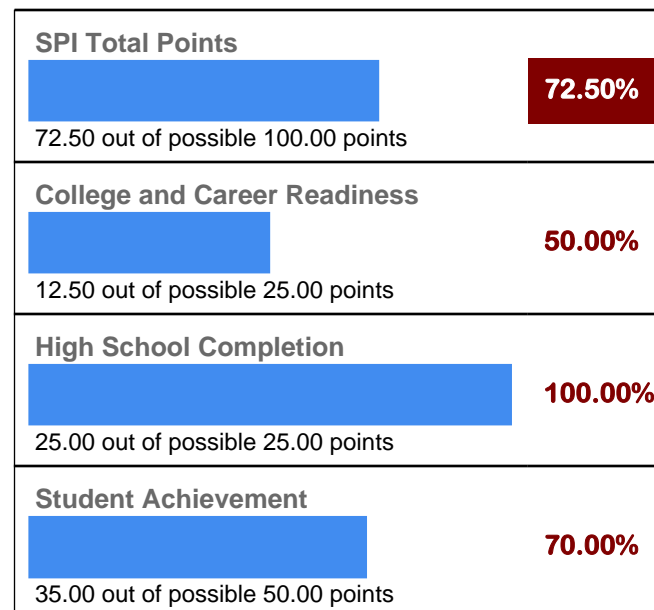 SPI Total Points
72.50%
72.50 out of possible 100.00 points
College and Career Readiness
50.00%
12.50 out of possible 25.00 points
High School Completion
100.00%
25.00 out of possible 25.00 points
Student Achievement
70.00%
35.00 out of possible 50.00 points